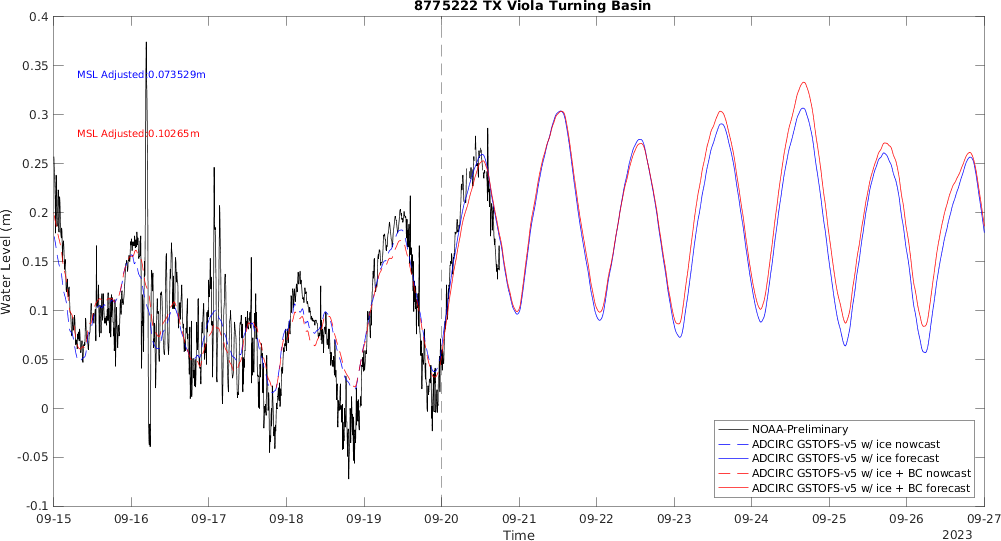 8775222 TX Viola Turning Basin
0.4
0.35
0.3
0.25
0.2
0.15
0.1
0.05
0
-0.05
-0.1
Water Level (m)
MSL Adjusted:0.073529m
MSL Adjusted:0.10265m
NOAA-Preliminary
ADCIRC GSTOFS-v5 w/ ice nowcast
ADCIRC GSTOFS-v5 w/ ice forecast
ADCIRC GSTOFS-v5 w/ ice + BC nowcast
ADCIRC GSTOFS-v5 w/ ice + BC forecast
09-15 09-16 09-17 09-18 09-19 09-20 09-21 09-22 09-23 09-24 09-25 09-26 09-27
Time
2023